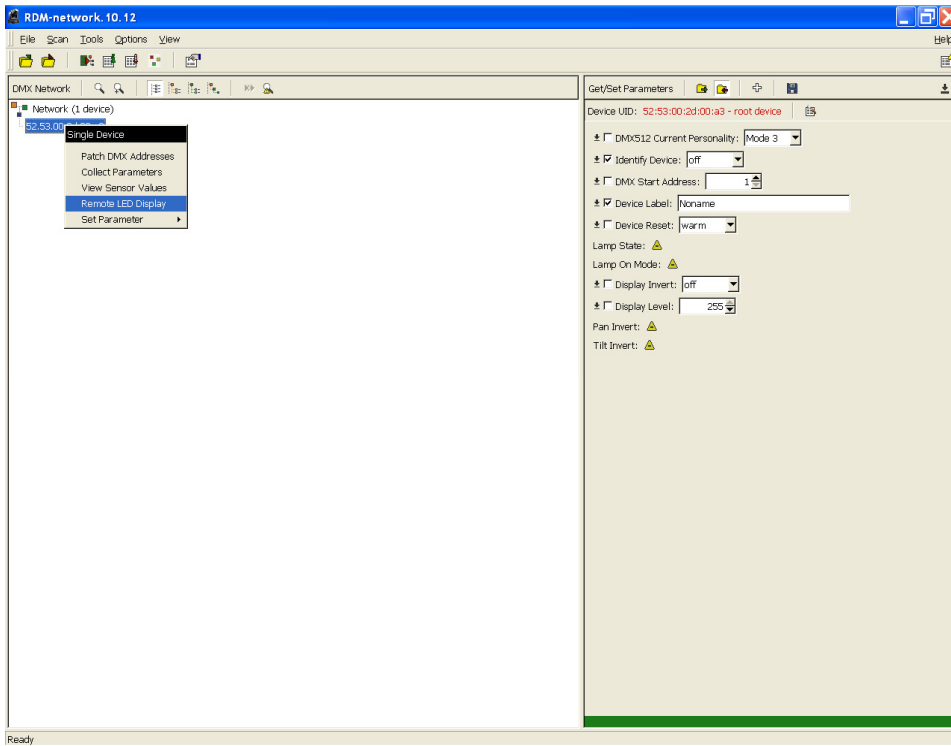 RDM-network. 10. 12
File Scan Tools Options View Help
DMX Network
Get/Set Parameters
Network (1 device)
Device UID: 52:53:00:2d:00:a3 - root device
Single Device
Patch DMX Addresses
Collect Parameters
View Sensor Values
Remote LED Display
Set Parameter
DMX512 Current Personality: Mode 3
Identify Device: off
DMX Start Address: 1
Device Label: Noname
Device Reset: warm
Lamp State:
Lamp On Mode:
Display Invert: off
Display Level: 255
Pan Invert:
Tilt Invert:
Ready